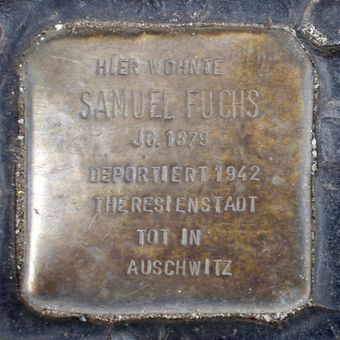 HIER WOHNTE
SAMUEL FUCHS
JG. 1879
DEPORTIERT 1942
THERESIENSTADT
TOT IN
AUSCHWITZ